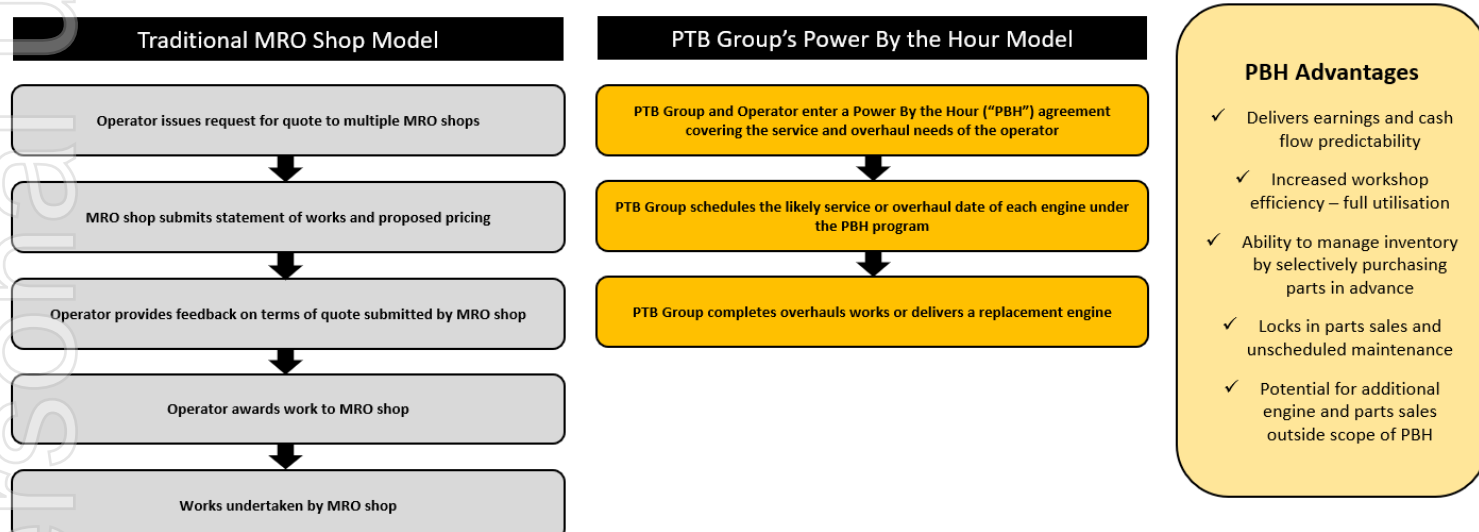 Traditional MRO Shop Model
Operator issues request for quote to multiple MRO shops
MRO shop submits statement of works and proposed pricing
Operator provides feedback on terms of quote submitted by MRO shop
Operator awards work to MRO shop
Works undertaken by MRO shop
PTB Group's Power By the Hour Model
PTB Group and Operator enter a Power By the Hour ("PBH") agreement
covering the service and overhaul needs of the operator
PTB Group schedules the likely service or overhaul date of each engine under
the PBH program
PTB Group completes overhauls works or delivers a replacement engine
PBH Advantages
✓ Delivers earnings and cash
flow predictability
✓ Increased workshop
efficiency – full utilisation
✓ Ability to manage inventory
by selectively purchasing
parts in advance
✓ Locks in parts sales and
unscheduled maintenance
✓ Potential for additional
engine and parts sales
outside scope of PBH